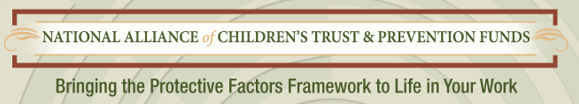 NATIONAL ALLIANCE of CHILDREN'S TRUST & PREVENTION FUNDS
Bringing the Protective Factors Framework to Life in Your Work